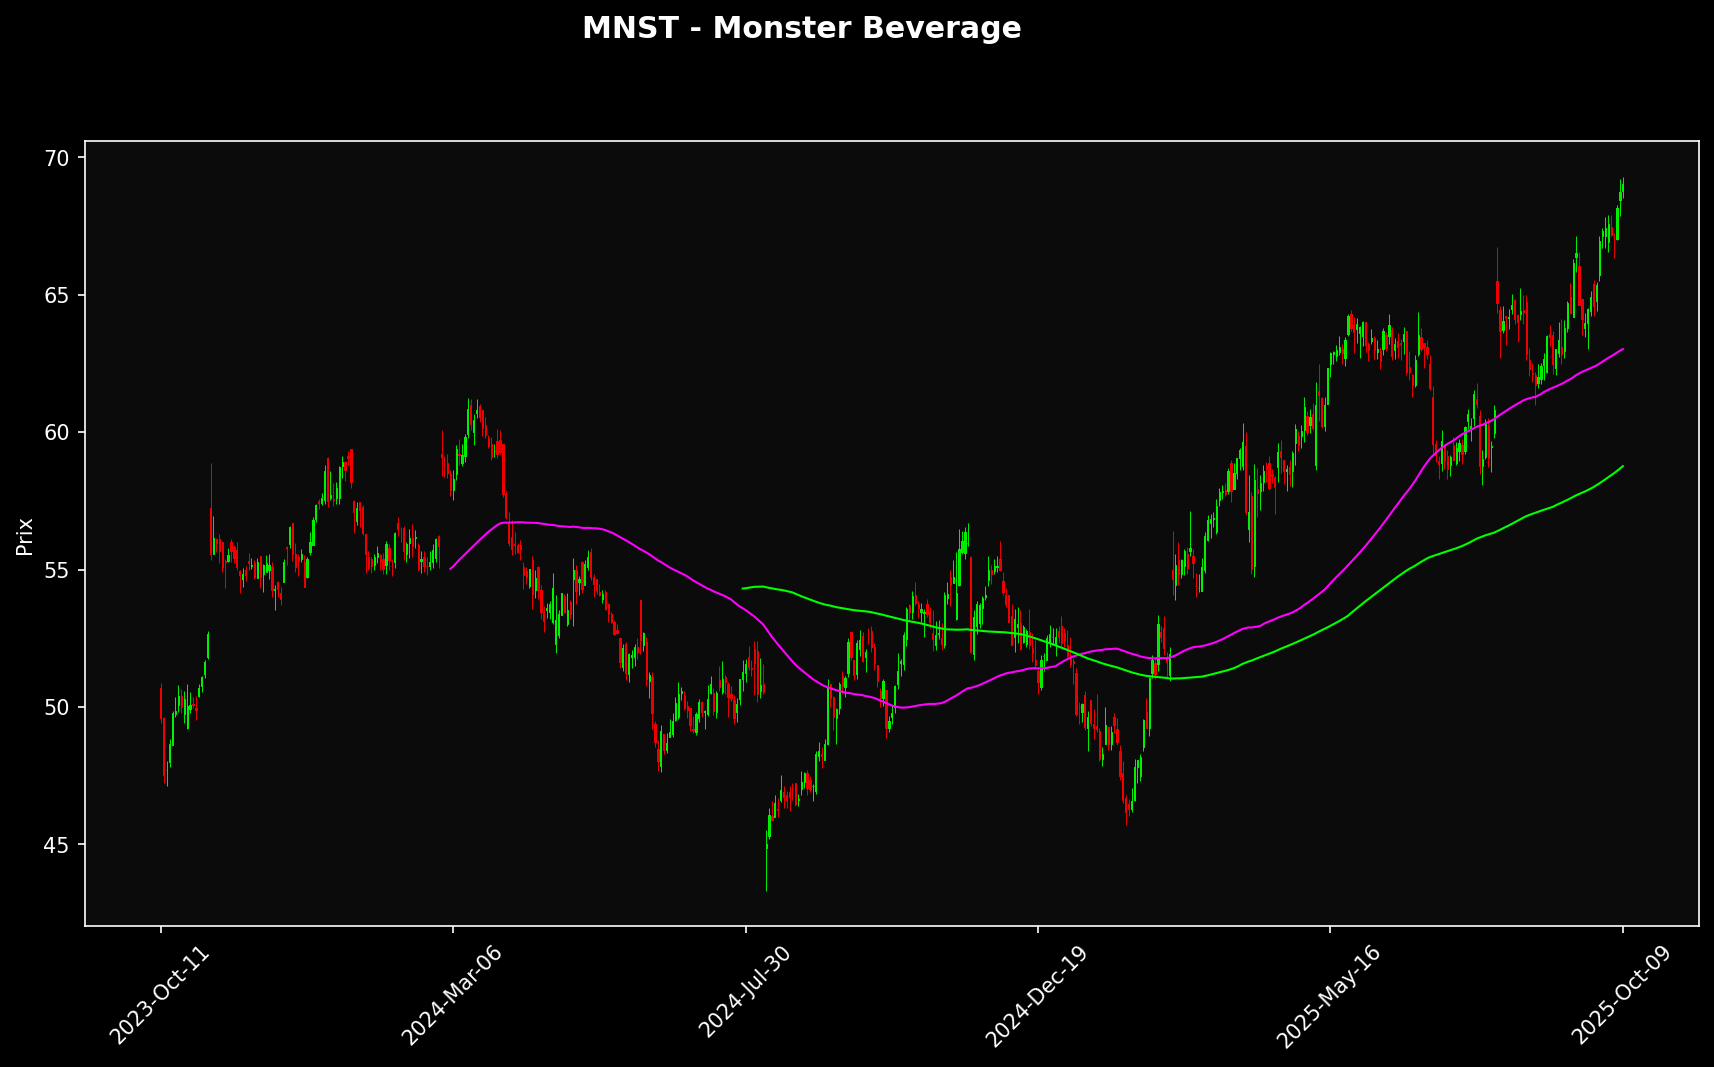 MNST - Monster Beverage
Prix
70
65
60
55
50
45
2023-Oct-11
2024-Mar-06
2024-Jul-30
2024-Dec-19
2025-May-16
2025-Oct-09